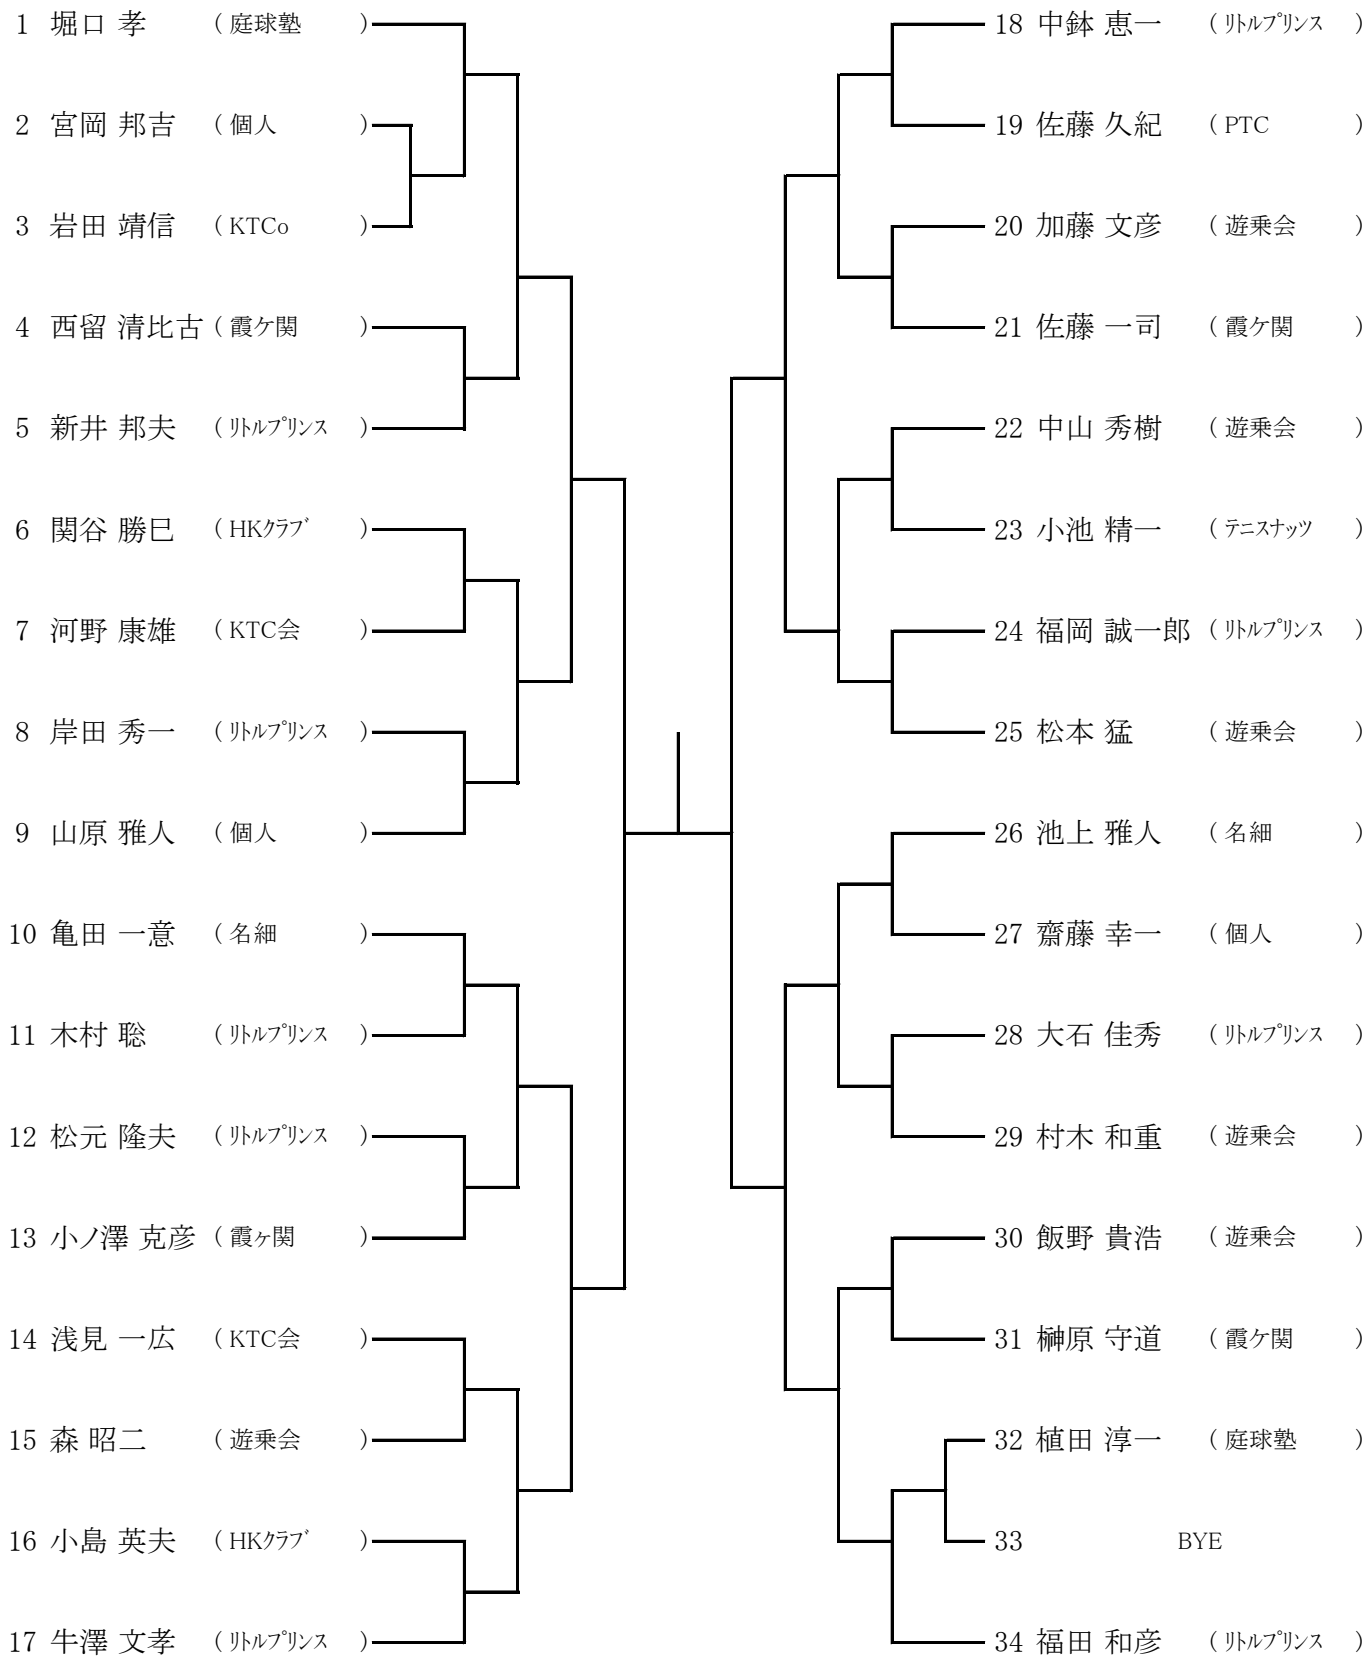 1 堀口 孝 （ 庭球塾 ）
2 宮岡 邦吉 （ 個人 ）
3 岩田 靖信 （ KTCo ）
4 西留 清比古 （ 霞ケ関 ）
5 新井 邦夫 （ ﾘﾄﾙﾌﾟﾘﾝｽ ）
6 関谷 勝巳 （ HKｸﾗﾌﾞ ）
7 河野 康雄 （ KTC会 ）
8 岸田 秀一 （ ﾘﾄﾙﾌﾟﾘﾝｽ ）
9 山原 雅人 （ 個人 ）
10 亀田 一意 （ 名細 ）
11 木村 聡 （ ﾘﾄﾙﾌﾟﾘﾝｽ ）
12 松元 隆夫 （ ﾘﾄﾙﾌﾟﾘﾝｽ ）
13 小ノ澤 克彦 （ 霞ヶ関 ）
14 浅見 一広 （ KTC会 ）
15 森 昭二 （ 遊乗会 ）
16 小島 英夫 （ HKｸﾗﾌﾞ ）
17 牛澤 文孝 （ ﾘﾄﾙﾌﾟﾘﾝｽ ）
18 中鉢 恵一 （ ﾘﾄﾙﾌﾟﾘﾝｽ ）
19 佐藤 久紀 （ PTC ）
20 加藤 文彦 （ 遊乗会 ）
21 佐藤 一司 （ 霞ケ関 ）
22 中山 秀樹 （ 遊乗会 ）
23 小池 精一 （ ﾃﾆｽﾅｯﾂ ）
24 福岡 誠一郎 （ ﾘﾄﾙﾌﾟﾘﾝｽ ）
25 松本 猛 （ 遊乗会 ）
26 池上 雅人 （ 名細 ）
27 齋藤 幸一 （ 個人 ）
28 大石 佳秀 （ ﾘﾄﾙﾌﾟﾘﾝｽ ）
29 村木 和重 （ 遊乗会 ）
30 飯野 貴浩 （ 遊乗会 ）
31 榊原 守道 （ 霞ケ関 ）
32 植田 淳一 （ 庭球塾 ）
33 BYE
34 福田 和彦 （ ﾘﾄﾙﾌﾟﾘﾝｽ ）